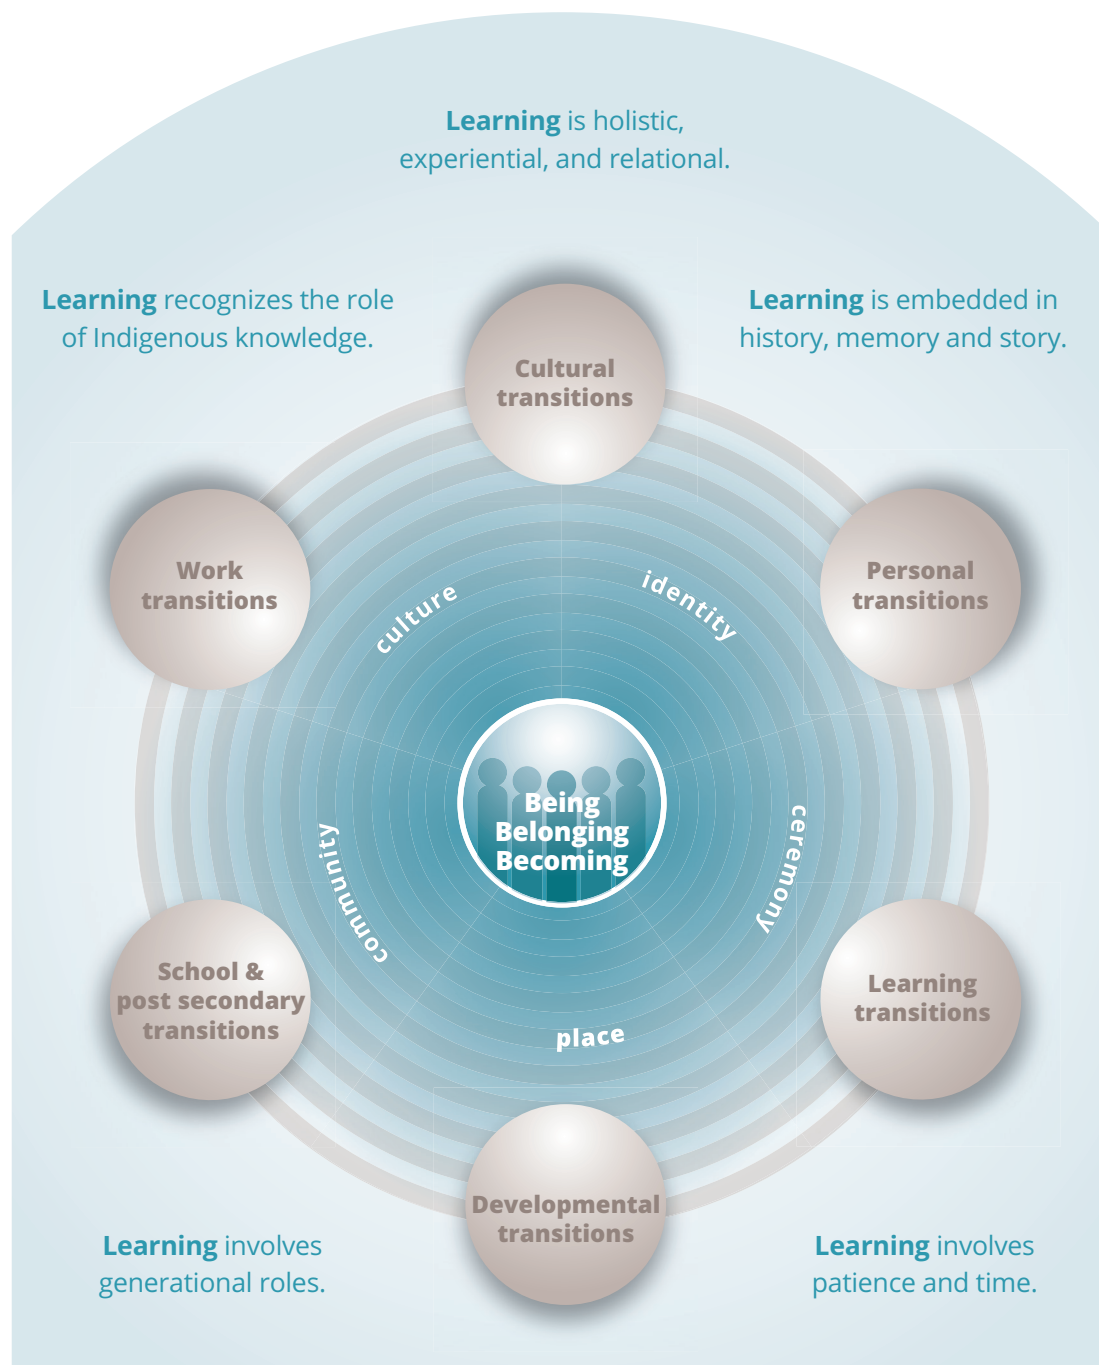 Learning is holistic,
experiential, and relational.
Learning recognizes the role
of Indigenous knowledge.
Learning is embedded in
history, memory and story.
Cultural
transitions
Work
transitions
Personal
transitions
culture
identity
Being
Belonging
Becoming
community
ceremony
place
School &
post secondary
transitions
Learning
transitions
Developmental
transitions
Learning involves
generational roles.
Learning involves
patience and time.